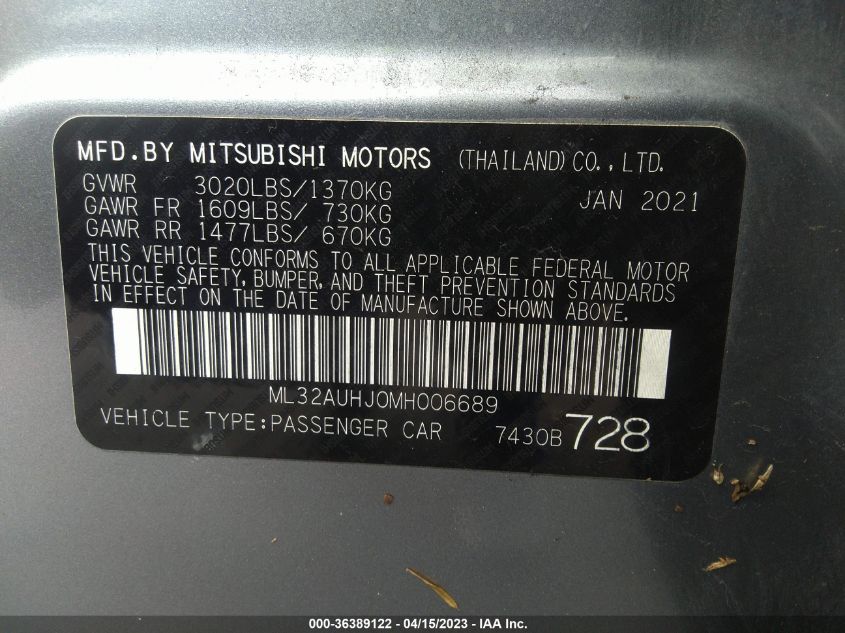 MFD.BY MITSUBISHI MOTORS (THAILAND) CO., LTD.
GVWR 3020LBS/1370KG JAN 2021
GAWR FR 1609LBS/ 730KG
GAWR RR 1477LBS/ 670KG
THIS VEHICLE CONFORMS TO ALL APPLICABLE FEDERAL MOTOR
VEHICLE SAFETY, BUMPER, AND THEFT PREVENTION STANDARDS
IN EFFECT ON THE DATE OF MANUFACTURE SHOWN ABOVE.
ML32AUHJ0MH006689
VEHICLE TYPE:PASSENGER CAR 7430B 728
000-36389122 - 04/15/2023 - IAA Inc.